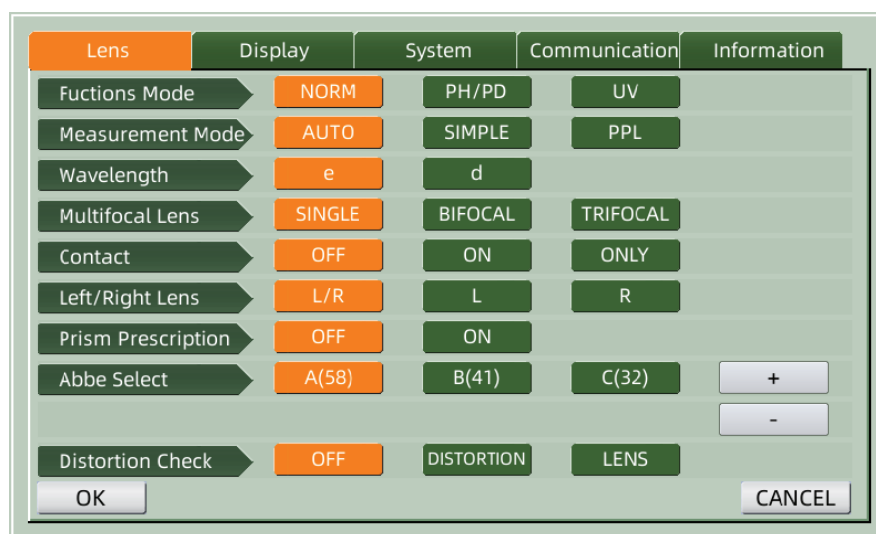 Lens Display System Communication Information
Fuctions Mode NORM PH/PD UV
Measurement Mode AUTO SIMPLE PPL
Wavelength e d
Multifocal Lens SINGLE BIFOCAL TRIFOCAL
Contact OFF ON ONLY
Left/Right Lens L/R L R
Prism Prescription OFF ON
Abbe Select A(58) B(41) C(32) +
-
Distortion Check OFF DISTORTION LENS
OK CANCEL